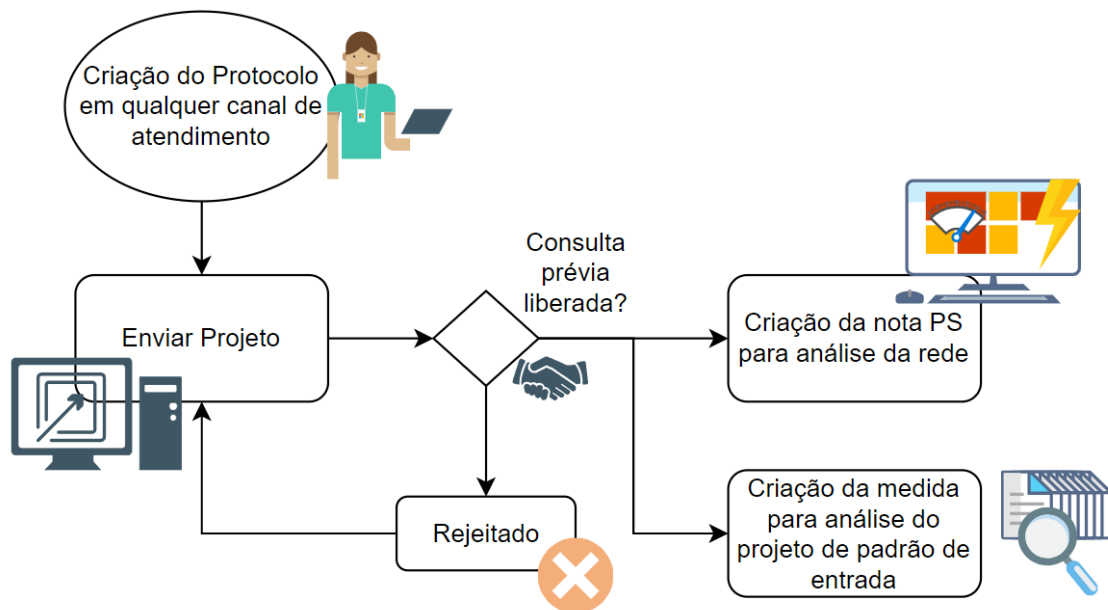 Criação do Protocolo
em qualquer canal de
atendimento
Enviar Projeto
Consulta
prévia
liberada?
Criação da nota PS
para análise da rede
Rejeitado
Criação da medida
para análise do
projeto de padrão de
entrada